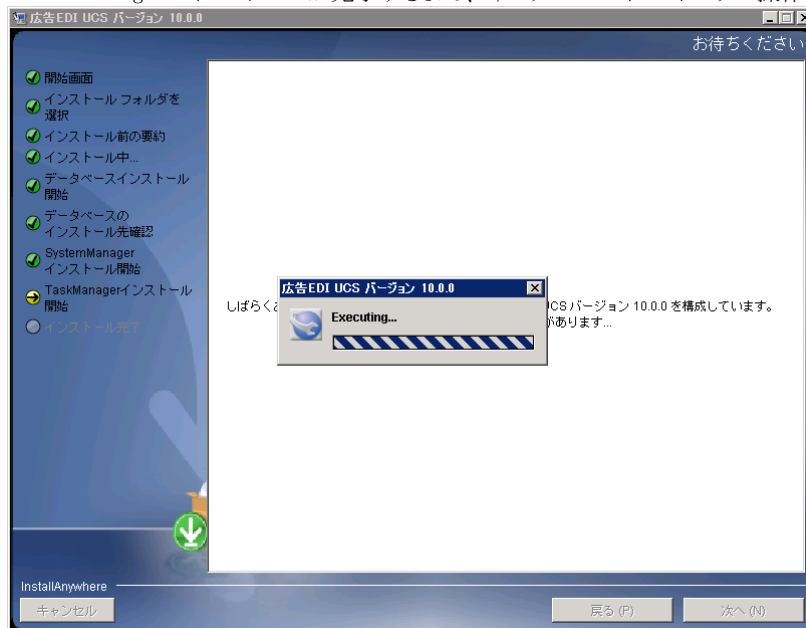 広告EDI UCS バージョン 10.0.0
お待ちください
開始画面
インストール フォルダを
選択
インストール前の要約
インストール中...
データベースインストール
開始
データベースの
インストール先確認
SystemManager
インストール開始
TaskManagerインストール
開始
インストール完了
しばらく
CS バージョン 10.0.0 を構成しています。
があります...
広告EDI UCS バージョン 10.0.0
Executing...
InstallAnywhere
キャンセル
戻る (P)
次へ (N)